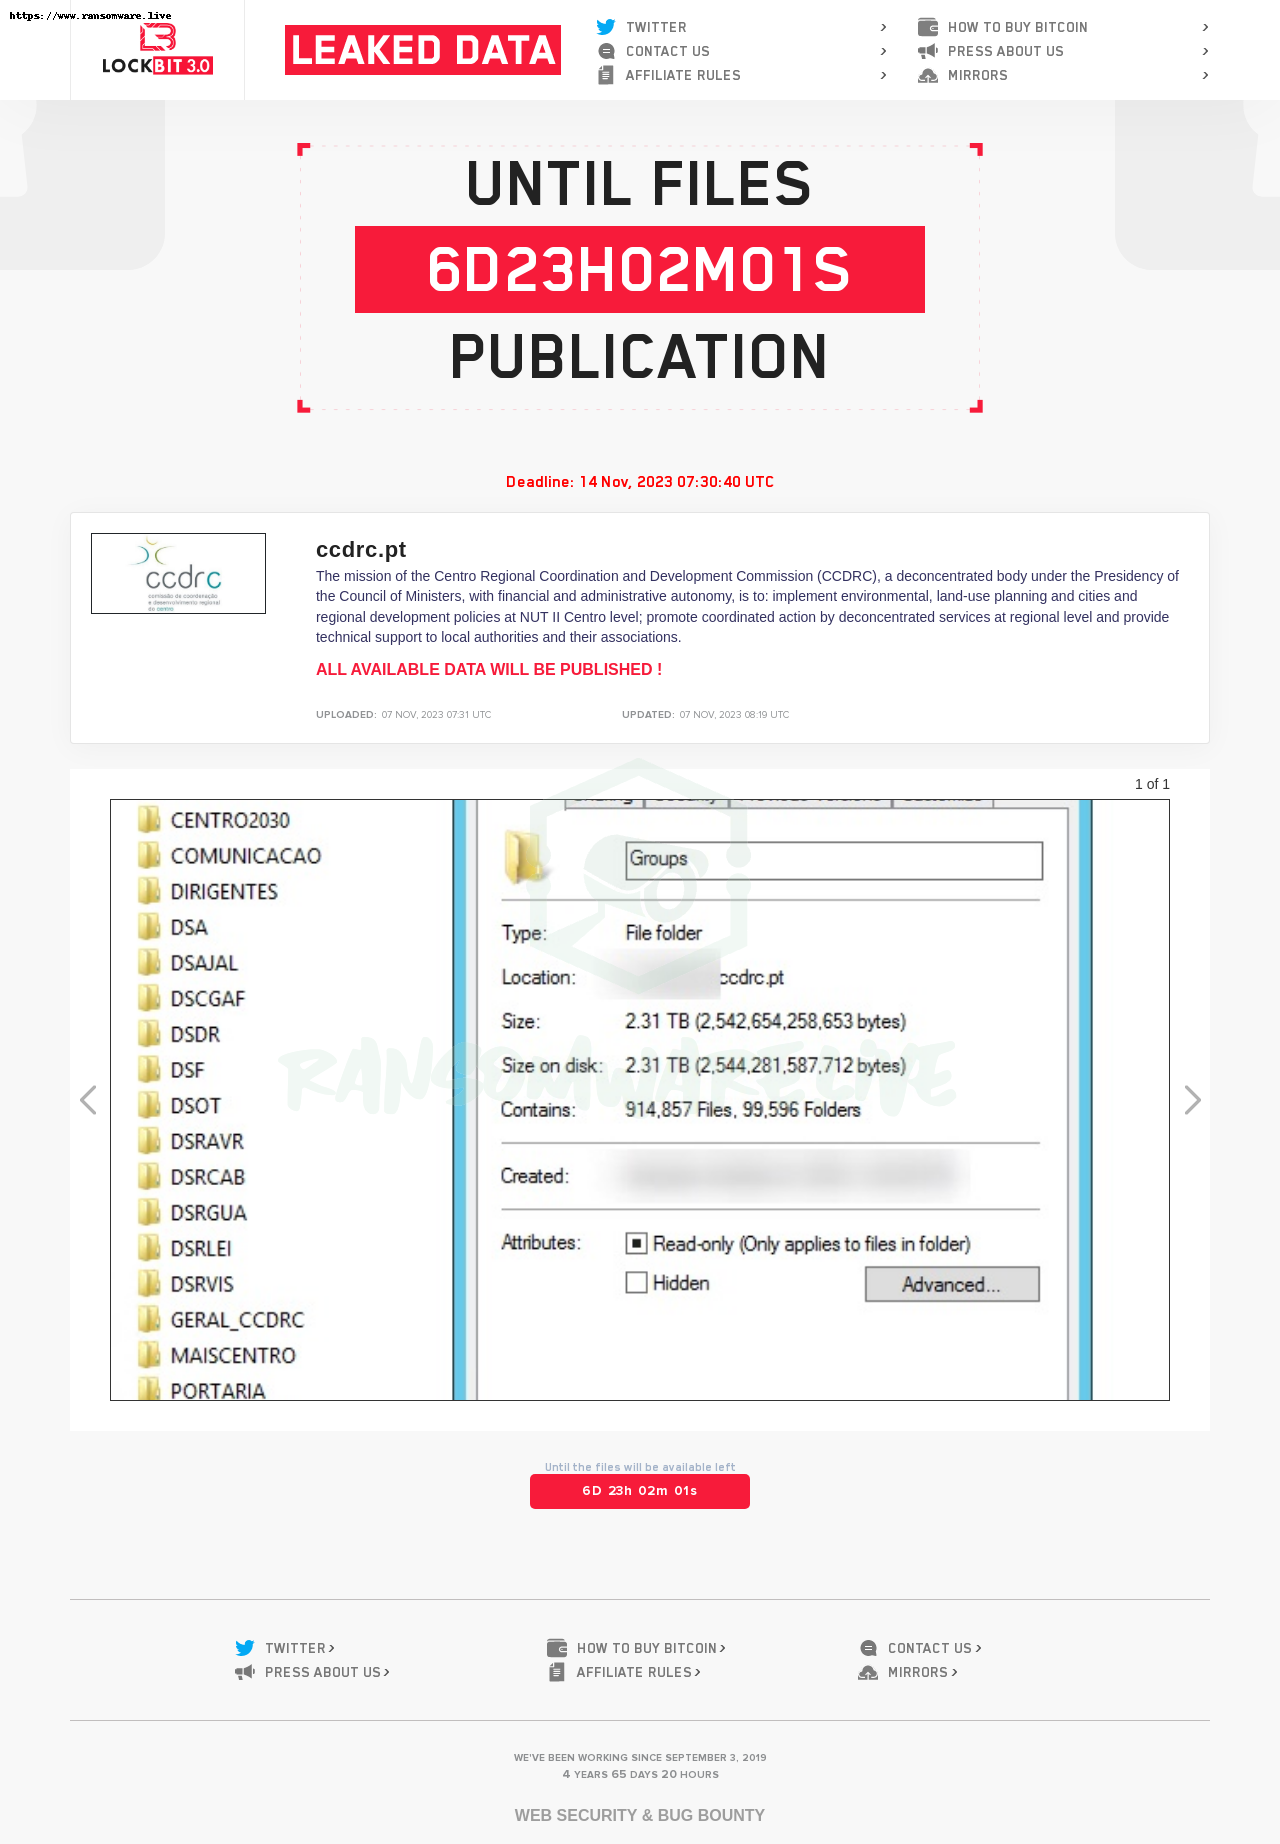 https://www.ransomware.live
LOCKBIT 3.0
LEAKED DATA
TWITTER
CONTACT US
AFFILIATE RULES
HOW TO BUY BITCOIN
PRESS ABOUT US
MIRRORS
UNTIL FILES
6D23H02M01S
PUBLICATION
Deadline: 14 Nov, 2023 07:30:40 UTC
ccdrc
comissão de coordenação
e desenvolvimento regional
do centro
ccdrc.pt
The mission of the Centro Regional Coordination and Development Commission (CCDRC), a deconcentrated body under the Presidency of
the Council of Ministers, with financial and administrative autonomy, is to: implement environmental, land-use planning and cities and
regional development policies at NUT II Centro level; promote coordinated action by deconcentrated services at regional level and provide
technical support to local authorities and their associations.
ALL AVAILABLE DATA WILL BE PUBLISHED !
UPLOADED: 07 NOV, 2023 07:31 UTC
UPDATED: 07 NOV, 2023 08:19 UTC
1 of 1
CENTRO2030
COMUNICACAO
DIRIGENTES
DSA
DSAJAL
DSCGAF
DSDR
DSF
DSOT
DSRAVR
DSRCAB
DSRGUA
DSRLEI
DSRVIS
GERAL_CCDRC
MAISCENTRO
PORTARIA
Sharing Security Previous Versions Customize
Groups
Type: File folder
Location: ccdrc.pt
Size: 2.31 TB (2,542,654,258,653 bytes)
Size on disk: 2.31 TB (2,544,281,587,712 bytes)
Contains: 914,857 Files, 99,596 Folders
Created:
Attributes: Read-only (Only applies to files in folder)
Hidden
Advanced...
RANSOMWARE.LIVE
Until the files will be available left
6D 23h 02m 01s
TWITTER
PRESS ABOUT US
HOW TO BUY BITCOIN
AFFILIATE RULES
CONTACT US
MIRRORS
WE'VE BEEN WORKING SINCE SEPTEMBER 3, 2019
4 YEARS 65 DAYS 20 HOURS
WEB SECURITY & BUG BOUNTY